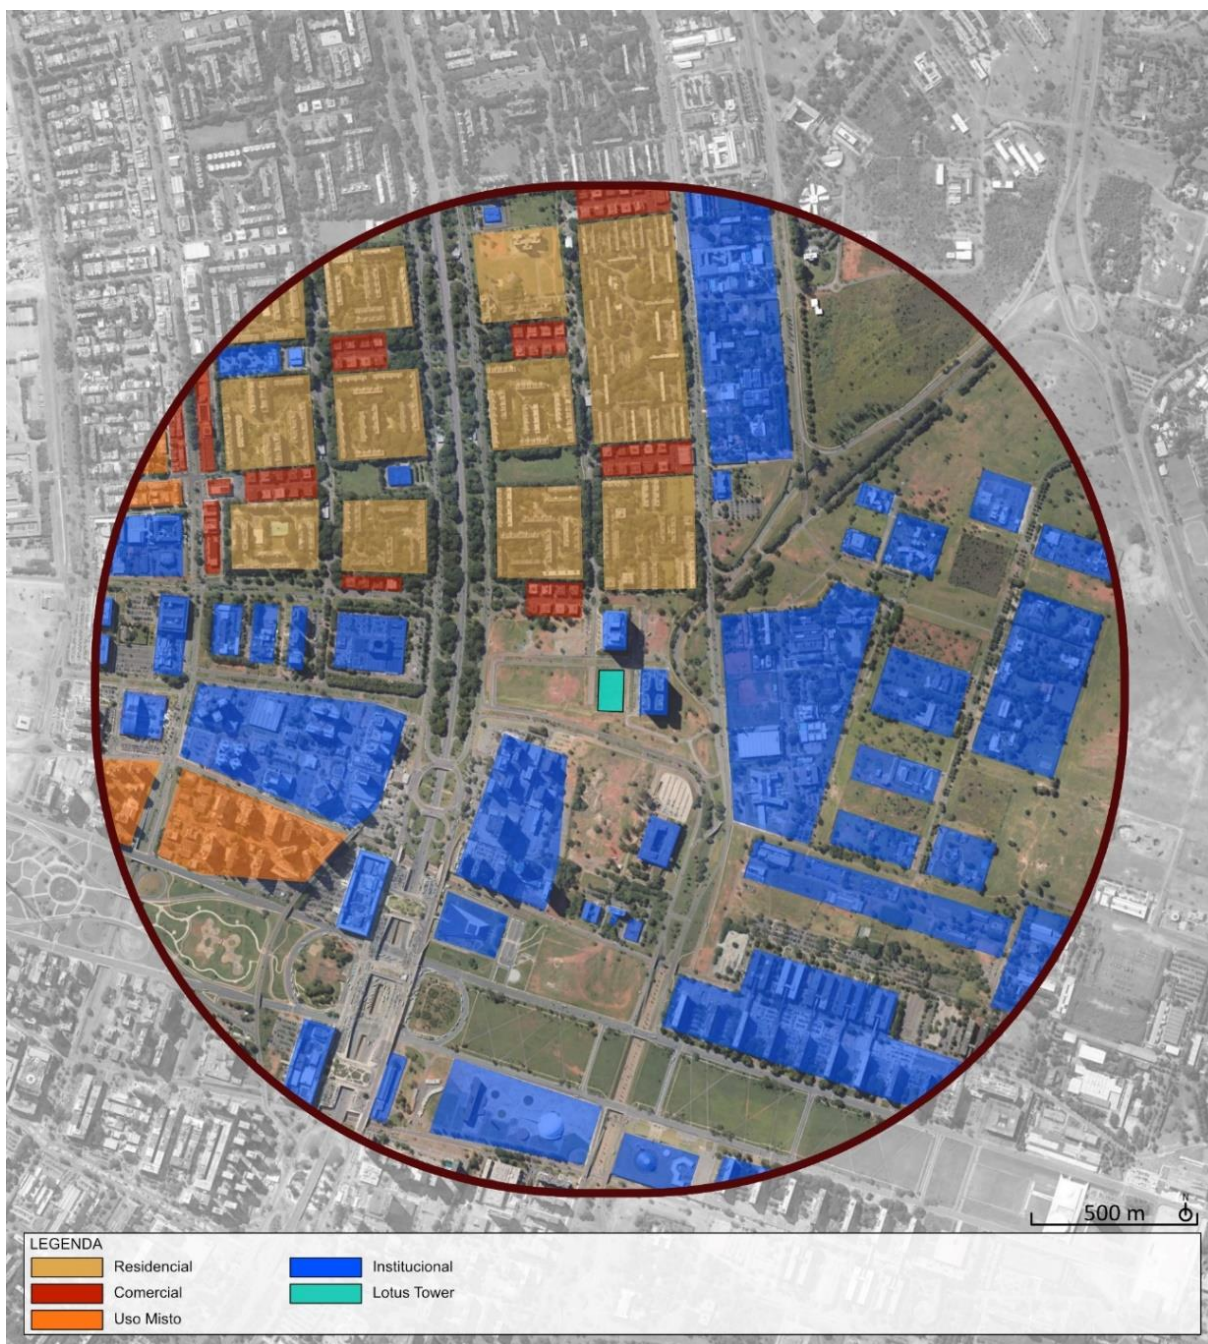 N
500 m
LEGENDA
Residencial
Institucional
Comercial
Lotus Tower
Uso Misto